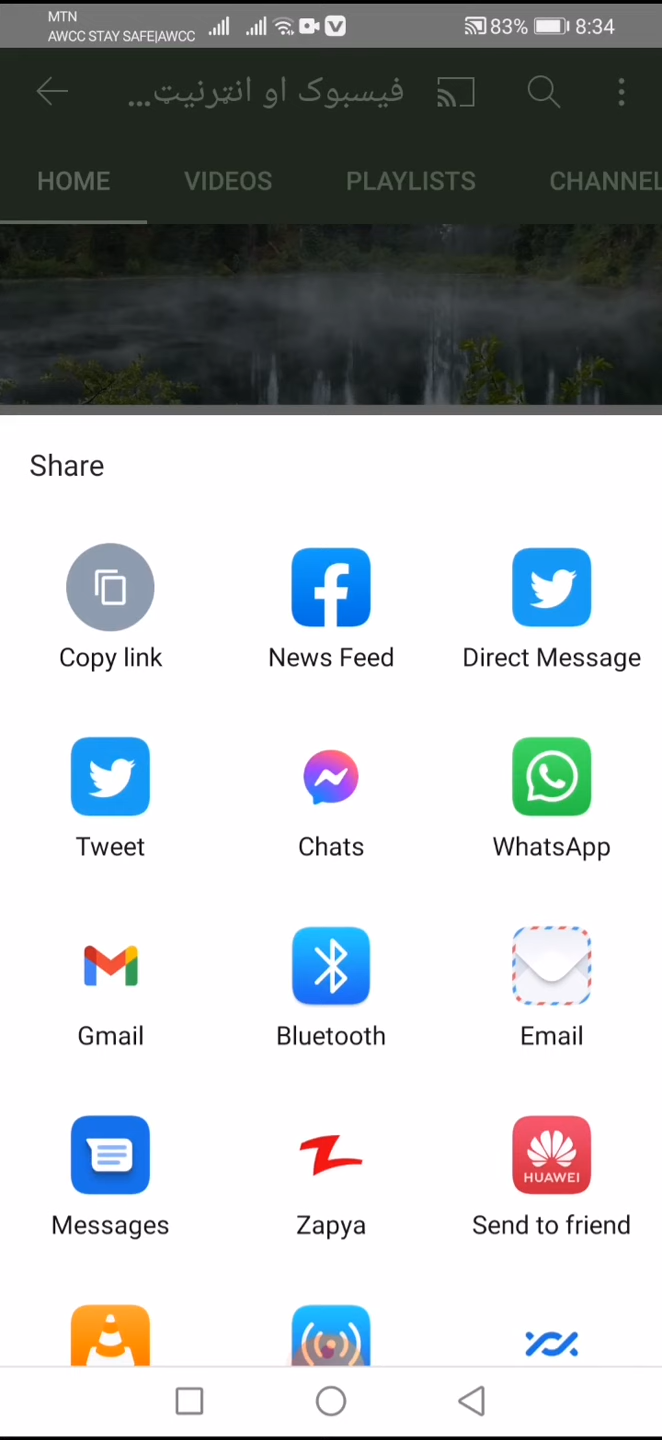 MTN
AWCC STAY SAFE|AWCC
83% 8:34
فیسبوک او انټرنیټ...
HOME VIDEOS PLAYLISTS CHANNEL
Share
Copy link News Feed Direct Message
Tweet Chats WhatsApp
Gmail Bluetooth Email
HUAWEI
Messages Zapya Send to friend